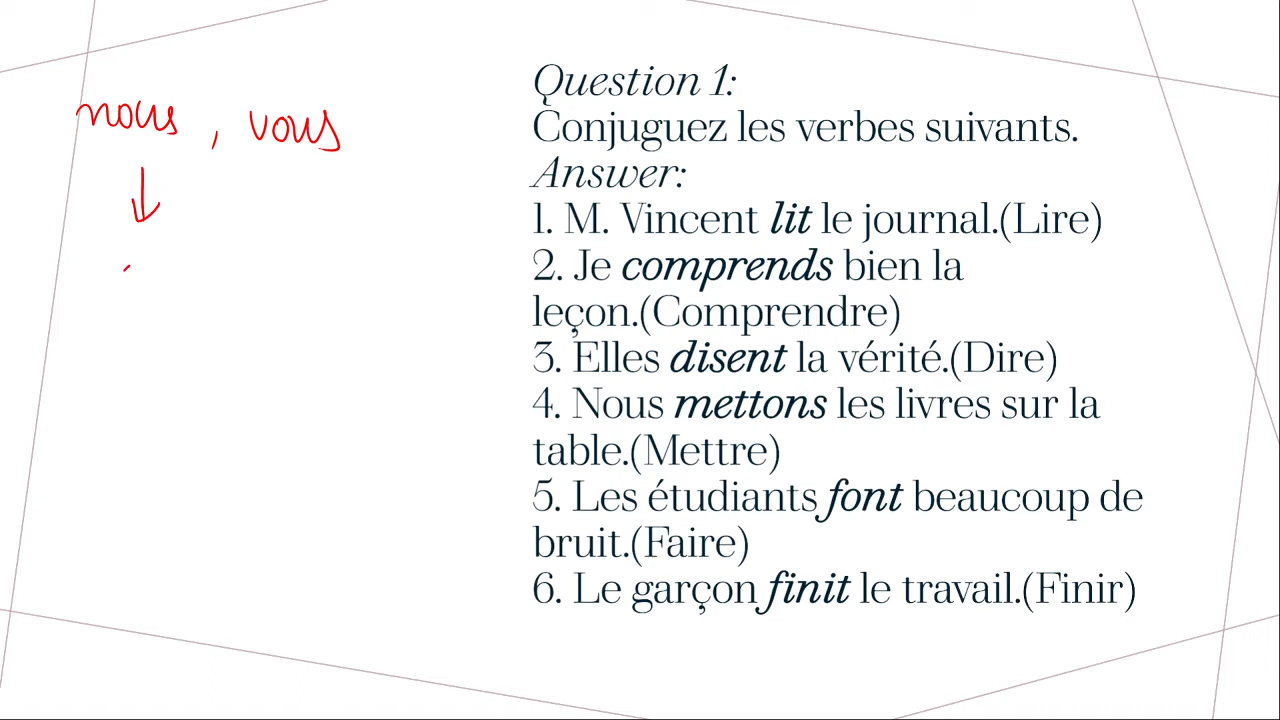 nous , vous
Question 1:
Conjuguez les verbes suivants.
Answer:
1. M. Vincent lit le journal.(Lire)
2. Je comprends bien la
leçon.(Comprendre)
3. Elles disent la vérité.(Dire)
4. Nous mettons les livres sur la
table.(Mettre)
5. Les étudiants font beaucoup de
bruit.(Faire)
6. Le garçon finit le travail.(Finir)